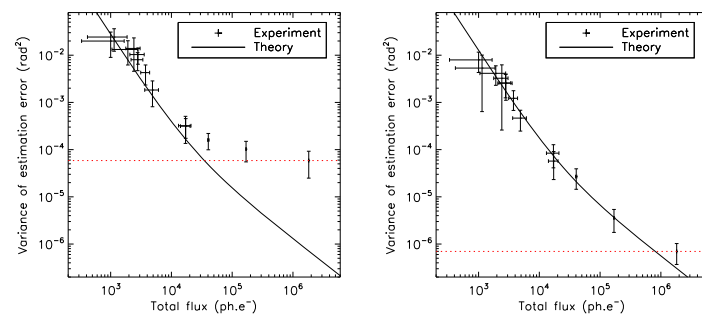 Variance of estimation error (rad²)
10⁻²
10⁻³
10⁻⁴
10⁻⁵
10⁻⁶
Experiment
Theory
10³ 10⁴ 10⁵ 10⁶
Total flux (ph.e⁻)
Variance of estimation error (rad²)
10⁻²
10⁻³
10⁻⁴
10⁻⁵
10⁻⁶
Experiment
Theory
10³ 10⁴ 10⁵ 10⁶
Total flux (ph.e⁻)